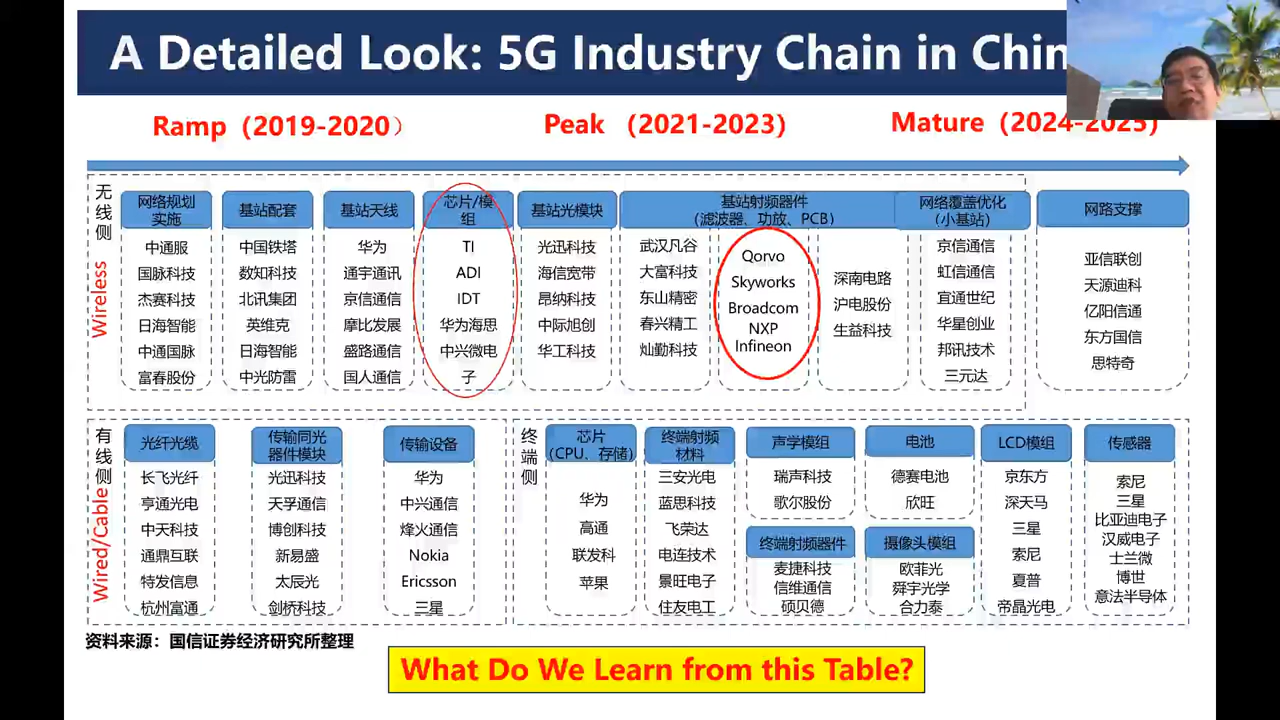 A Detailed Look: 5G Industry Chain in Chin
Ramp（2019-2020）
Peak （2021-2023）
Mature（2024-2025）
无线侧
Wireless
网络规划
实施
中通服
国脉科技
杰赛科技
日海智能
中通国脉
富春股份
基站配套
中国铁塔
数知科技
北讯集团
英维克
日海智能
中光防雷
基站天线
华为
通宇通讯
京信通信
摩比发展
盛路通信
国人通信
芯片/模
组
TI
ADI
IDT
华为海思
中兴微电
子
基站光模块
光迅科技
海信宽带
昂纳科技
中际旭创
华工科技
基站射频器件
（滤波器、功放、PCB）
武汉凡谷
大富科技
东山精密
春兴精工
灿勤科技
Qorvo
Skyworks
Broadcom
NXP
Infineon
深南电路
沪电股份
生益科技
网络覆盖优化
（小基站）
京信通信
虹信通信
宜通世纪
华星创业
邦讯技术
三元达
网路支撑
亚信联创
天源迪科
亿阳信通
东方国信
思特奇
有线侧
Wired/Cable
光纤光缆
长飞光纤
亨通光电
中天科技
通鼎互联
特发信息
杭州富通
传输同光
器件模块
光迅科技
天孚通信
博创科技
新易盛
太辰光
剑桥科技
传输设备
华为
中兴通信
烽火通信
Nokia
Ericsson
三星
终端侧
芯片
（CPU、存储）
华为
高通
联发科
苹果
终端射频
材料
三安光电
蓝思科技
飞荣达
电连技术
景旺电子
住友电工
声学模组
瑞声科技
歌尔股份
终端射频器件
麦捷科技
信维通信
硕贝德
电池
德赛电池
欣旺
摄像头模组
欧菲光
舜宇光学
合力泰
LCD模组
京东方
深天马
三星
索尼
夏普
帝晶光电
传感器
索尼
三星
比亚迪电子
汉威电子
士兰微
博世
意法半导体
资料来源：国信证券经济研究所整理
What Do We Learn from this Table?